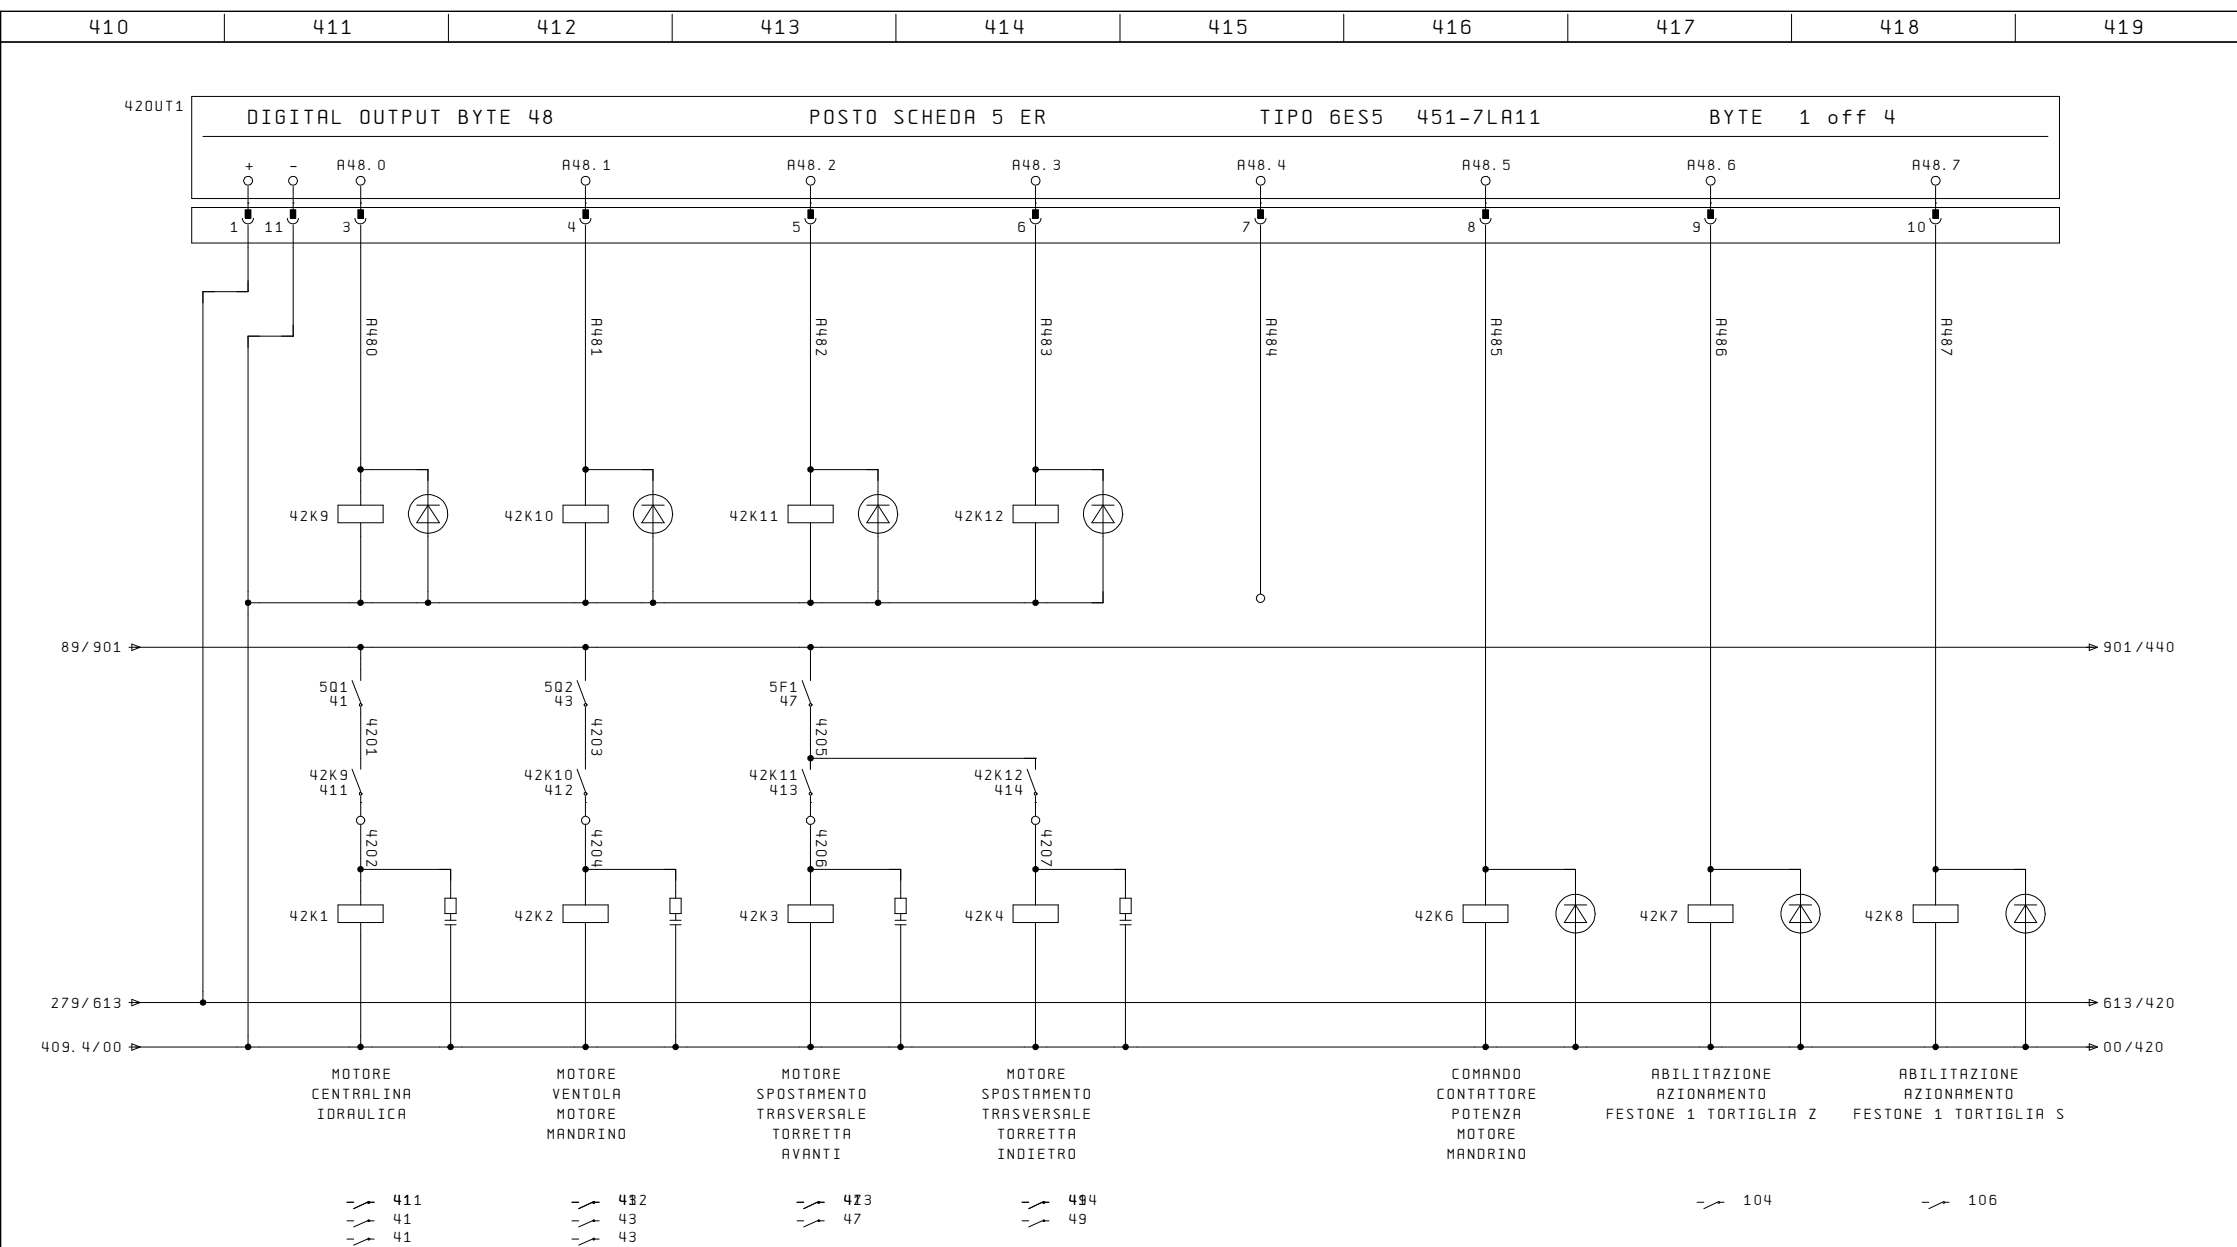 410 411 412 413 414 415 416 417 418 419
42OUT1
DIGITAL OUTPUT BYTE 48 POSTO SCHEDA 5 ER TIPO 6ES5 451-7LA11 BYTE 1 off 4
+ - A48.0 A48.1 A48.2 A48.3 A48.4 A48.5 A48.6 A48.7
1 11 3 4 5 6 7 8 9 10
A480 A481 A482 A483 A484 A485 A486 A487
42K9 42K10 42K11 42K12
89/901 901/440
5Q1 5Q2 5F1
41 43 47
4201 4203 4205
42K9 42K10 42K11 42K12
411 412 413 414
4202 4204 4206 4207
42K1 42K2 42K3 42K4 42K6 42K7 42K8
279/613 613/420
409.4/00 00/420
MOTORE
CENTRALINA
IDRAULICA
MOTORE
VENTOLA
MOTORE
MANDRINO
MOTORE
SPOSTAMENTO
TRASVERSALE
TORRETTA
AVANTI
MOTORE
SPOSTAMENTO
TRASVERSALE
TORRETTA
INDIETRO
COMANDO
CONTATTORE
POTENZA
MOTORE
MANDRINO
ABILITAZIONE
AZIONAMENTO
FESTONE 1 TORTIGLIA Z
ABILITAZIONE
AZIONAMENTO
FESTONE 1 TORTIGLIA S
104 106
41 43 47 49
41 43